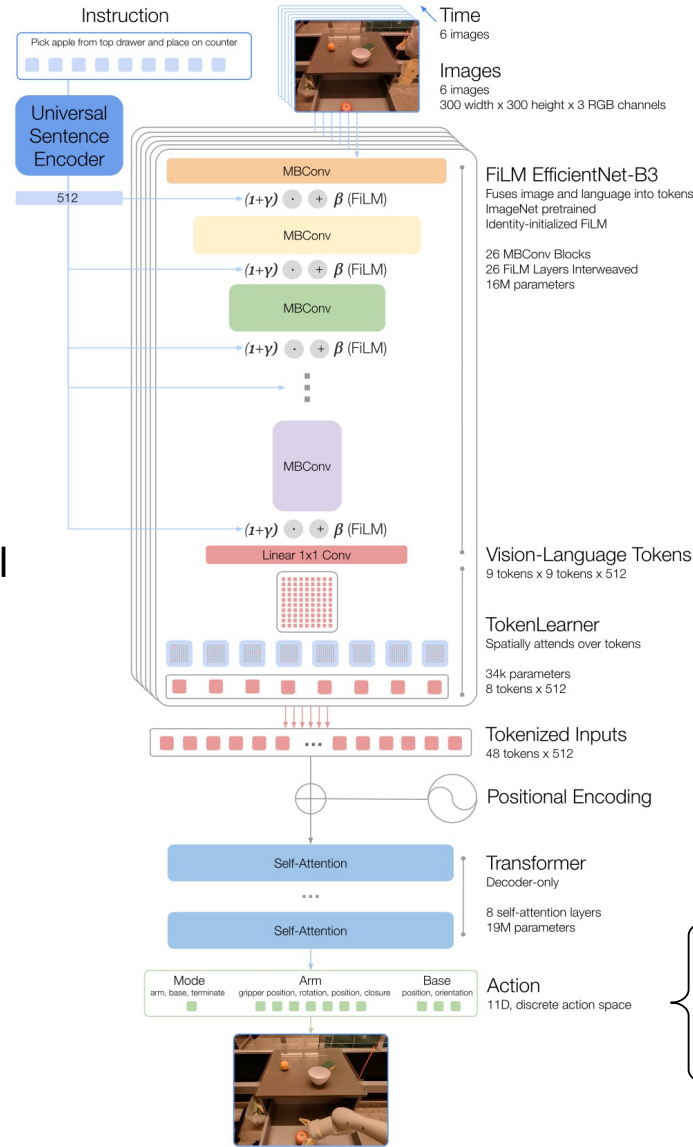 Instruction
Pick apple from top drawer and place on counter
Time
6 images
Images
6 images
300 width x 300 height x 3 RGB channels
Universal
Sentence
Encoder
512
MBConv
(1+γ) · + β (FiLM)
MBConv
(1+γ) · + β (FiLM)
MBConv
(1+γ) · + β (FiLM)
MBConv
(1+γ) · + β (FiLM)
Linear 1x1 Conv
FiLM EfficientNet-B3
Fuses image and language into tokens
ImageNet pretrained
Identity-initialized FiLM
26 MBConv Blocks
26 FiLM Layers Interweaved
16M parameters
Vision-Language Tokens
9 tokens x 9 tokens x 512
TokenLearner
Spatially attends over tokens
34k parameters
8 tokens x 512
Tokenized Inputs
48 tokens x 512
+
Positional Encoding
Self-Attention
...
Self-Attention
Transformer
Decoder-only
8 self-attention layers
19M parameters
Mode
arm, base, terminate
Arm
gripper position, rotation, position, closure
Base
position, orientation
Action
11D, discrete action space